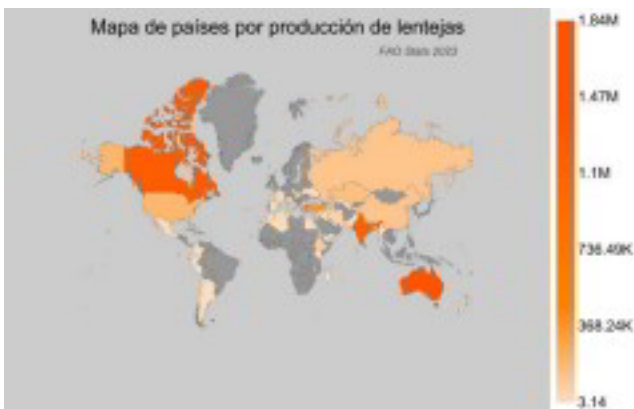 Mapa de países por producción de lentejas
FAO Stats 2023
1.84M
1.47M
1.1M
736.49K
368.24K
3.14